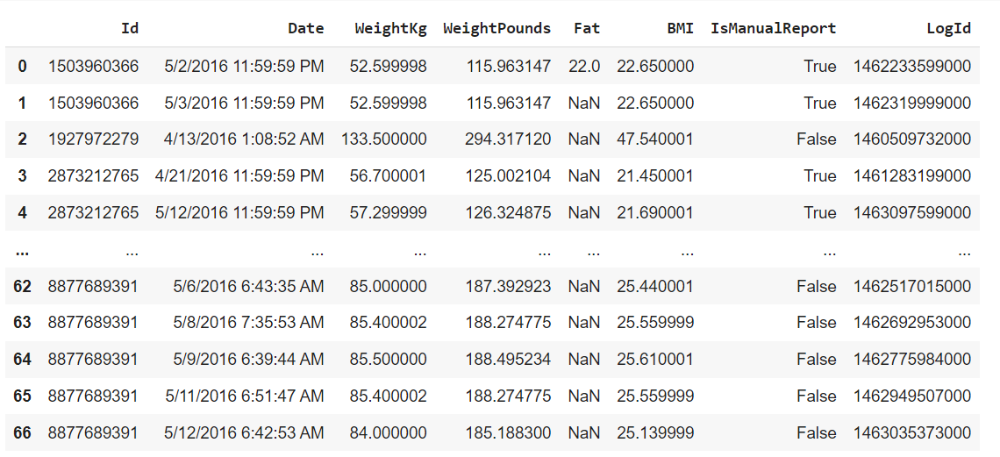 Id Date WeightKg WeightPounds Fat BMI IsManualReport LogId
0 1503960366 5/2/2016 11:59:59 PM 52.599998 115.963147 22.0 22.650000 True 1462233599000
1 1503960366 5/3/2016 11:59:59 PM 52.599998 115.963147 NaN 22.650000 True 1462319999000
2 1927972279 4/13/2016 1:08:52 AM 133.500000 294.317120 NaN 47.540001 False 1460509732000
3 2873212765 4/21/2016 11:59:59 PM 56.700001 125.002104 NaN 21.450001 True 1461283199000
4 2873212765 5/12/2016 11:59:59 PM 57.299999 126.324875 NaN 21.690001 True 1463097599000
... ... ... ... ... ... ... ... ...
62 8877689391 5/6/2016 6:43:35 AM 85.000000 187.392923 NaN 25.440001 False 1462517015000
63 8877689391 5/8/2016 7:35:53 AM 85.400002 188.274775 NaN 25.559999 False 1462692953000
64 8877689391 5/9/2016 6:39:44 AM 85.500000 188.495234 NaN 25.610001 False 1462775984000
65 8877689391 5/11/2016 6:51:47 AM 85.400002 188.274775 NaN 25.559999 False 1462949507000
66 8877689391 5/12/2016 6:42:53 AM 84.000000 185.188300 NaN 25.139999 False 1463035373000